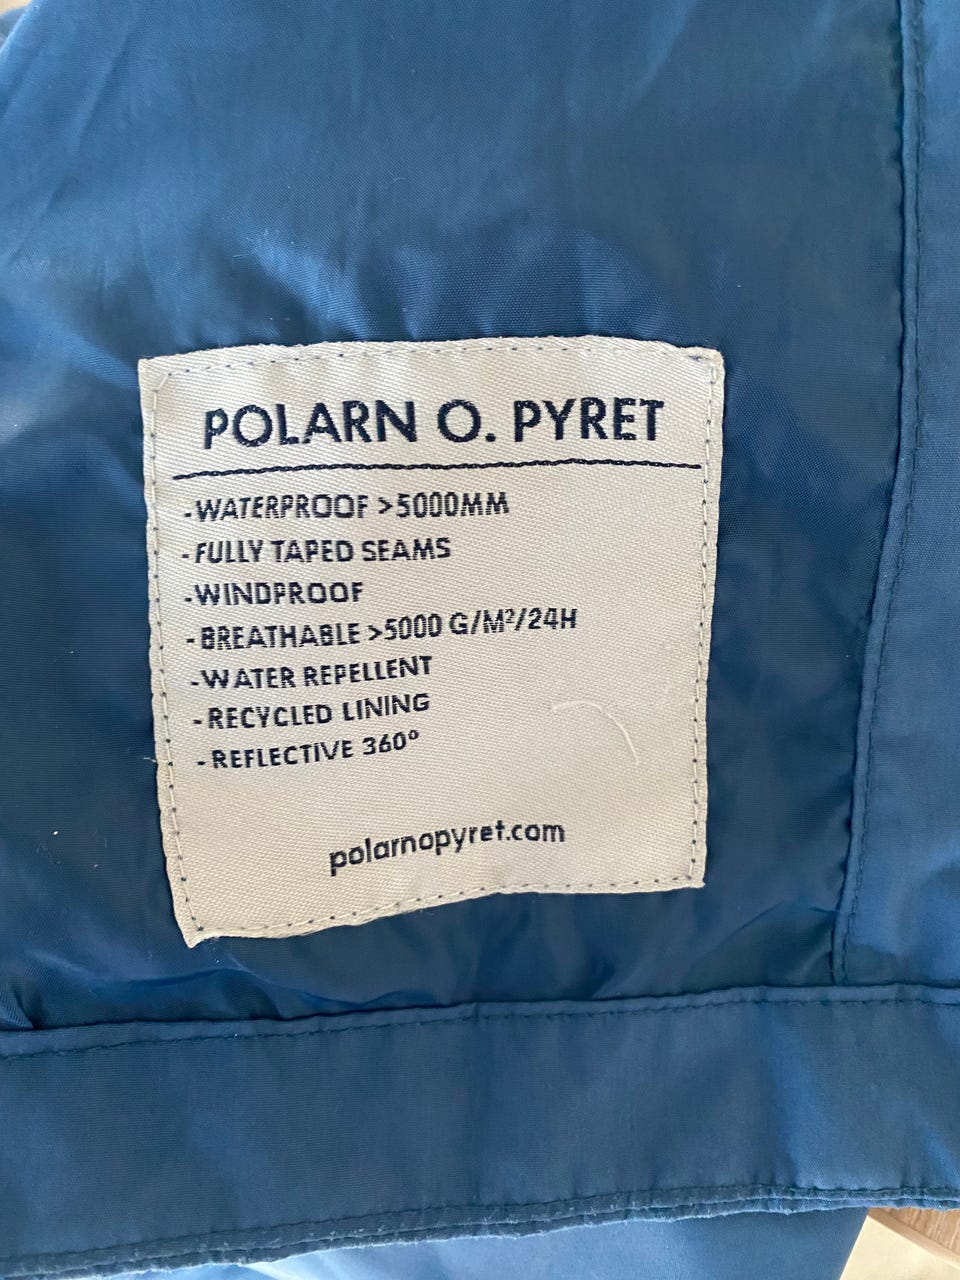 POLARN O. PYRET
-WATERPROOF >5000MM
-FULLY TAPED SEAMS
-WINDPROOF
-BREATHABLE >5000 G/M²/24H
-WATER REPELLENT
-RECYCLED LINING
-REFLECTIVE 360°
polarnopyret.com